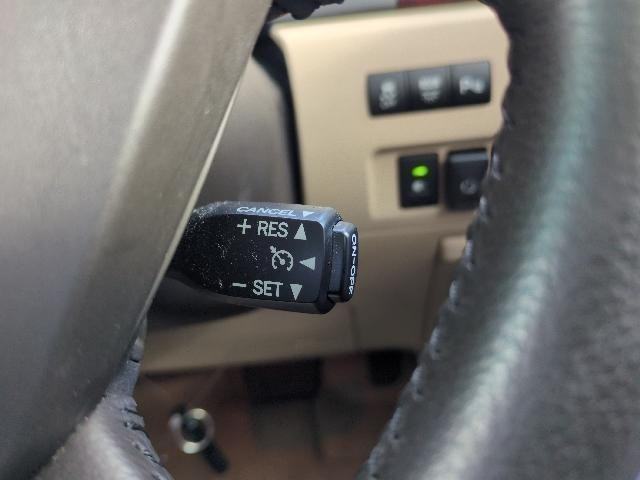 CANCEL ▼
+ RES ▲
◀
− SET ▼
ON-OFF